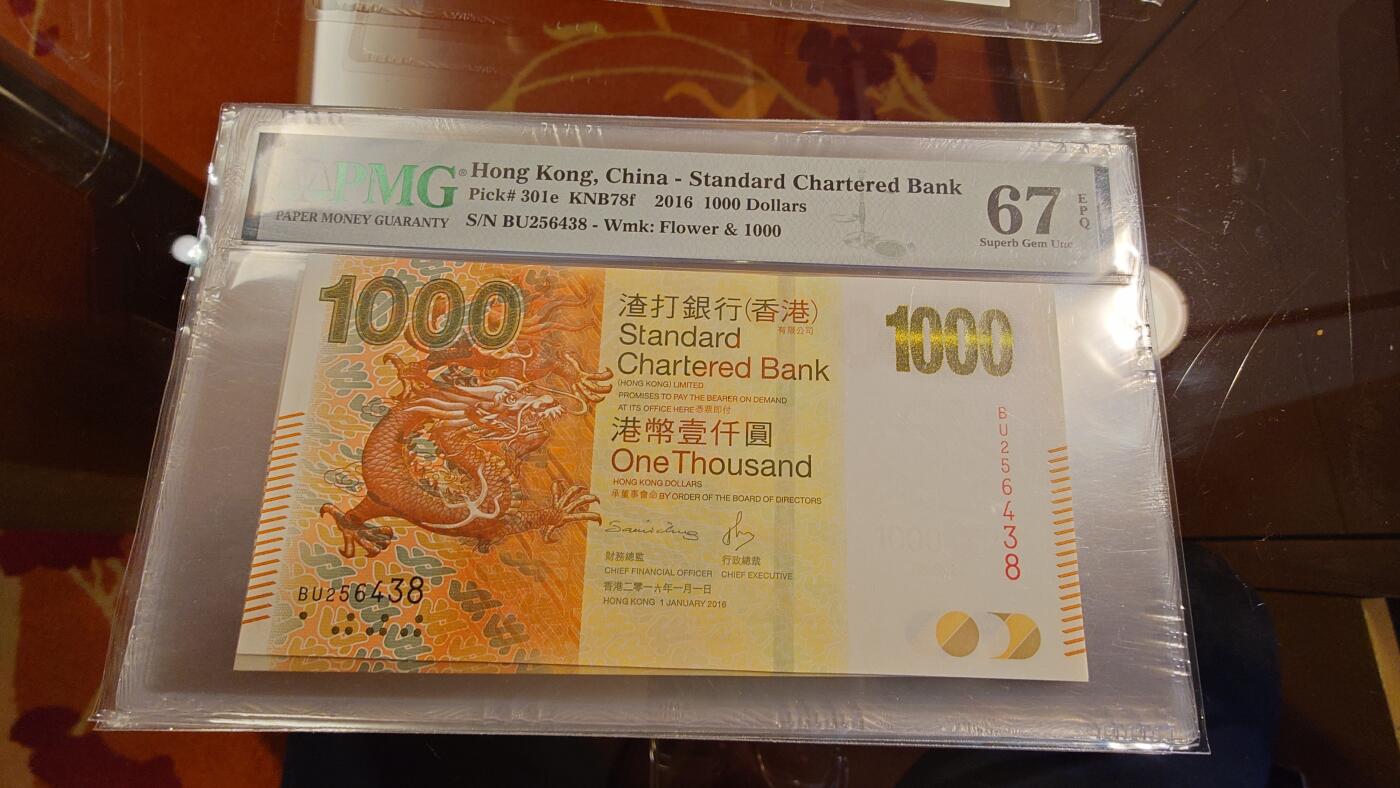 PMG®
PAPER MONEY GUARANTY
Hong Kong, China - Standard Chartered Bank
Pick# 301e KNB78f 2016 1000 Dollars
S/N BU256438 - Wmk: Flower & 1000
67
EPQ
Superb Gem Unc
1000
渣打銀行(香港)
有限公司
Standard
Chartered Bank
(HONG KONG) LIMITED
PROMISES TO PAY THE BEARER ON DEMAND
AT ITS OFFICE HERE 憑票即付
港幣壹仟圓
One Thousand
HONG KONG DOLLARS
承董事會命 BY ORDER OF THE BOARD OF DIRECTORS
財務總監 行政總裁
CHIEF FINANCIAL OFFICER CHIEF EXECUTIVE
香港二零一六年一月一日
HONG KONG 1 JANUARY 2016
BU256438
1000
BU256438
1000